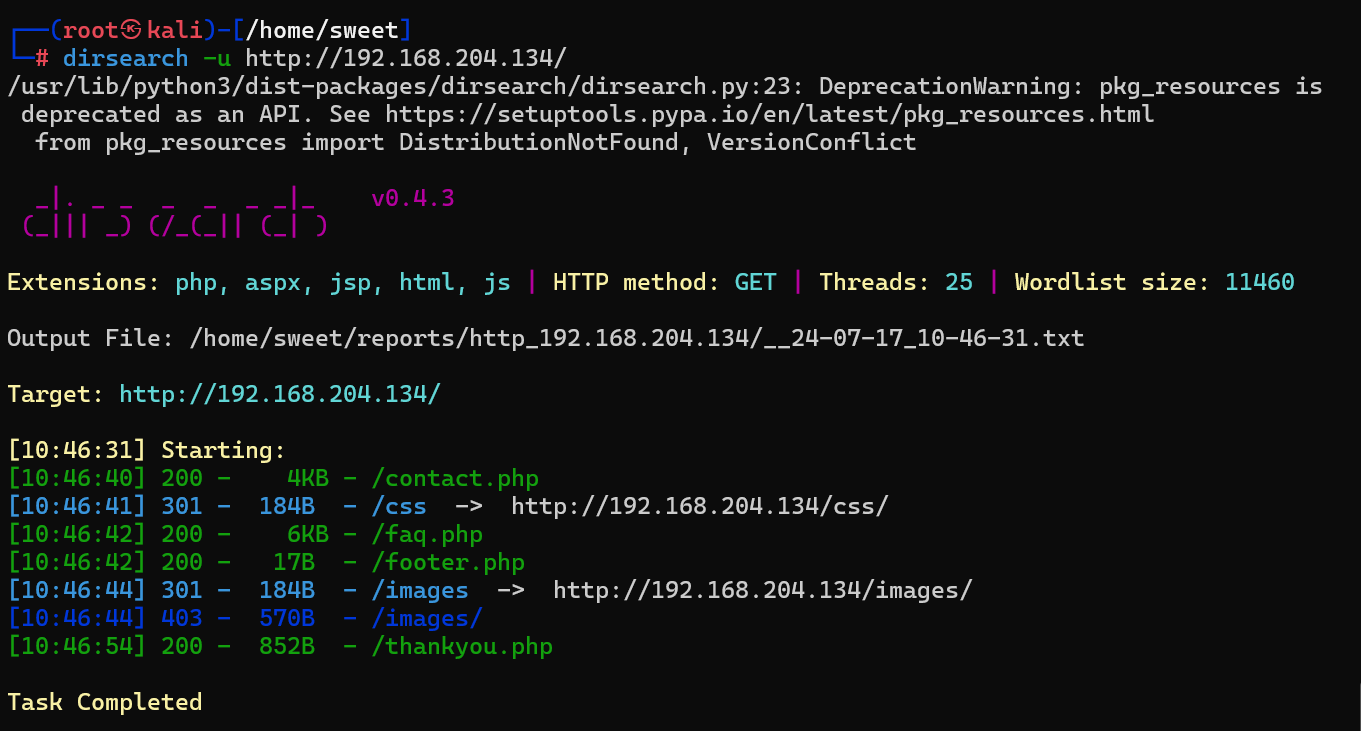 ┌──(root㉿kali)-[/home/sweet]
└─# dirsearch -u http://192.168.204.134/
/usr/lib/python3/dist-packages/dirsearch/dirsearch.py:23: DeprecationWarning: pkg_resources is
 deprecated as an API. See https://setuptools.pypa.io/en/latest/pkg_resources.html
  from pkg_resources import DistributionNotFound, VersionConflict

  _|. _ _  _  _  _ _|_    v0.4.3
 (_||| _) (/_(_|| (_| )

Extensions: php, aspx, jsp, html, js | HTTP method: GET | Threads: 25 | Wordlist size: 11460

Output File: /home/sweet/reports/http_192.168.204.134/__24-07-17_10-46-31.txt

Target: http://192.168.204.134/

[10:46:31] Starting:
[10:46:40] 200 -    4KB - /contact.php
[10:46:41] 301 -  184B  - /css  ->  http://192.168.204.134/css/
[10:46:42] 200 -    6KB - /faq.php
[10:46:42] 200 -   17B  - /footer.php
[10:46:44] 301 -  184B  - /images  ->  http://192.168.204.134/images/
[10:46:44] 403 -  570B  - /images/
[10:46:54] 200 -  852B  - /thankyou.php

Task Completed